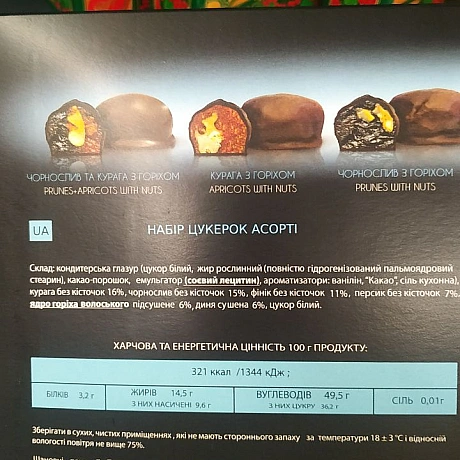 ЧОРНОСЛИВ ТА КУРАГА З ГОРІХОМ
PRUNES+APRICOTS WITH NUTS
КУРАГА З ГОРІХОМ
APRICOTS WITH NUTS
ЧОРНОСЛИВ З ГОРІХОМ
PRUNES WITH NUTS
UA
НАБІР ЦУКЕРОК АСОРТІ
Склад: кондитерська глазур (цукор білий, жир рослинний (повністю гідрогенізований пальмоядровий
стеарин), какао-порошок, емульгатор (соєвий лецитин), ароматизатори: ванілін, "Какао", сіль кухонна),
курага без кісточок 16%, чорнослив без кісточок 15%, фінік без кісточок 11%, персик без кісточок 7%
ядро горіха волоського підсушене 6%, диня сушена 6%, цукор білий.
ХАРЧОВА ТА ЕНЕРГЕТИЧНА ЦІННІСТЬ 100 г ПРОДУКТУ:
321 ккал /1344 кДж ;
БІЛКІВ 3,2 г
ЖИРІВ 14,5 г
З НИХ НАСИЧЕНІ 9,6 г
ВУГЛЕВОДІВ 49,5 г
З НИХ ЦУКРУ 36,2 г
СІЛЬ 0,01г
Зберігати в сухих, чистих приміщеннях , які не мають стороннього запаху за температури 18 ± 3 °С і відносній
вологості повітря не вище 75%.